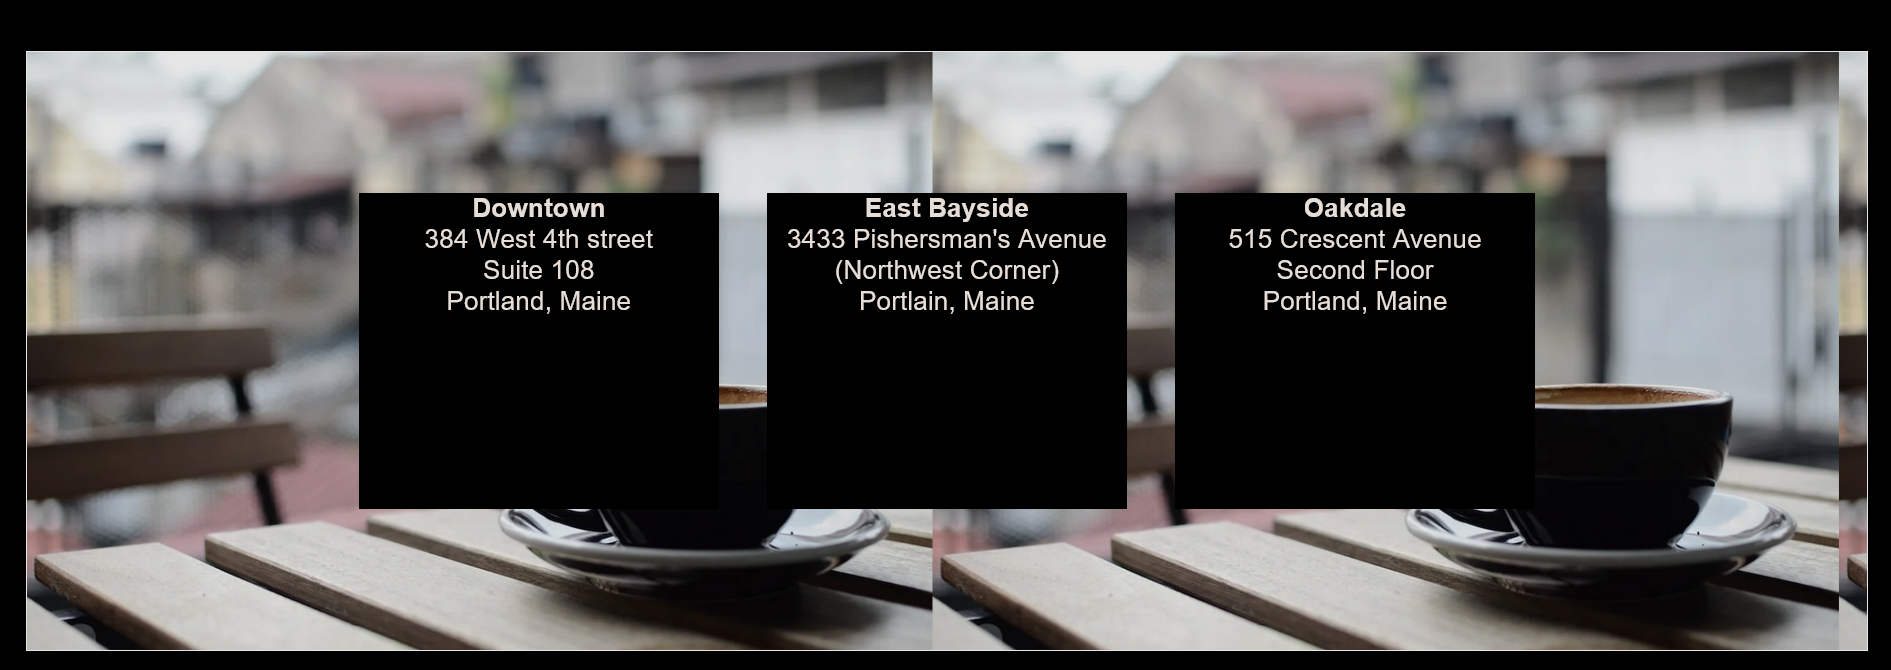 Downtown
384 West 4th street
Suite 108
Portland, Maine
East Bayside
3433 Pishersman's Avenue
(Northwest Corner)
Portlain, Maine
Oakdale
515 Crescent Avenue
Second Floor
Portland, Maine